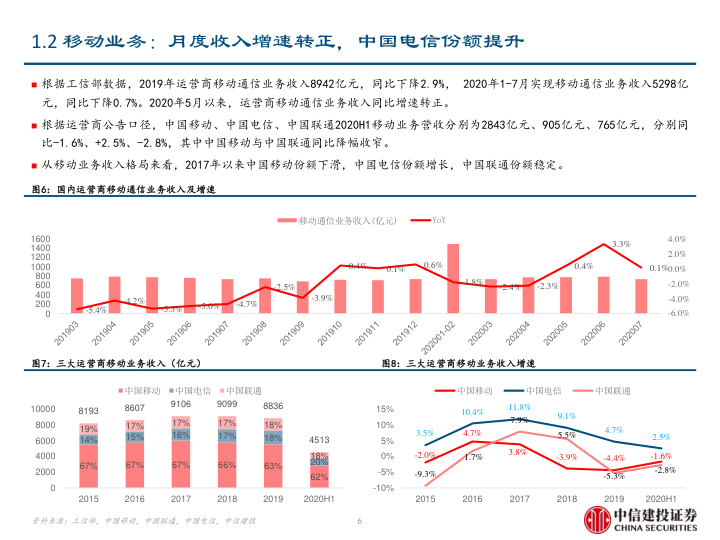 1.2 移动业务：月度收入增速转正，中国电信份额提升
■ 根据工信部数据，2019年运营商移动通信业务收入8942亿元，同比下降2.9%， 2020年1-7月实现移动通信业务收入5298亿
元，同比下降0.7%。2020年5月以来，运营商移动通信业务收入同比增速转正。
■ 根据运营商公告口径，中国移动、中国电信、中国联通2020H1移动业务营收分别为2843亿元、905亿元、765亿元，分别同
比-1.6%、+2.5%、-2.8%，其中中国移动与中国联通同比降幅收窄。
■ 从移动业务收入格局来看，2017年以来中国移动份额下滑，中国电信份额增长，中国联通份额稳定。
图6：国内运营商移动通信业务收入及增速
移动通信业务收入(亿元) YoY
1600 4.0%
1400 2.0%
1200 0.0%
1000 -2.0%
800 -4.0%
600 -6.0%
400
200
0
-5.4% -4.2% -5.3% -5.0% -4.7% -2.5% -3.9% 0.4% 0.1% 0.6% -1.8% -2.4% -2.3% 0.4% 3.3% 0.1%
201903 201904 201905 201906 201907 201908 201909 201910 201911 201912 202001-02 202003 202004 202005 202006 202007
图7：三大运营商移动业务收入（亿元）
中国移动 中国电信 中国联通
10000
8000
6000
4000
2000
0
8193 8607 9106 9099 8836 4513
19% 17% 17% 17% 18% 18%
14% 15% 16% 17% 18% 20%
67% 67% 67% 66% 63% 62%
2015 2016 2017 2018 2019 2020H1
图8：三大运营商移动业务收入增速
中国移动 中国电信 中国联通
15%
10%
5%
0%
-5%
-10%
3.5% 10.4% 11.8% 9.1% 4.7% 2.5%
-2.0% 4.7% 3.8% -3.9% -4.4% -1.6%
-9.3% 1.7% 7.9% 5.5% -5.3% -2.8%
2015 2016 2017 2018 2019 2020H1
资料来源：工信部，中国移动，中国联通，中国电信，中信建投
6
中信建投证券
CHINA SECURITIES